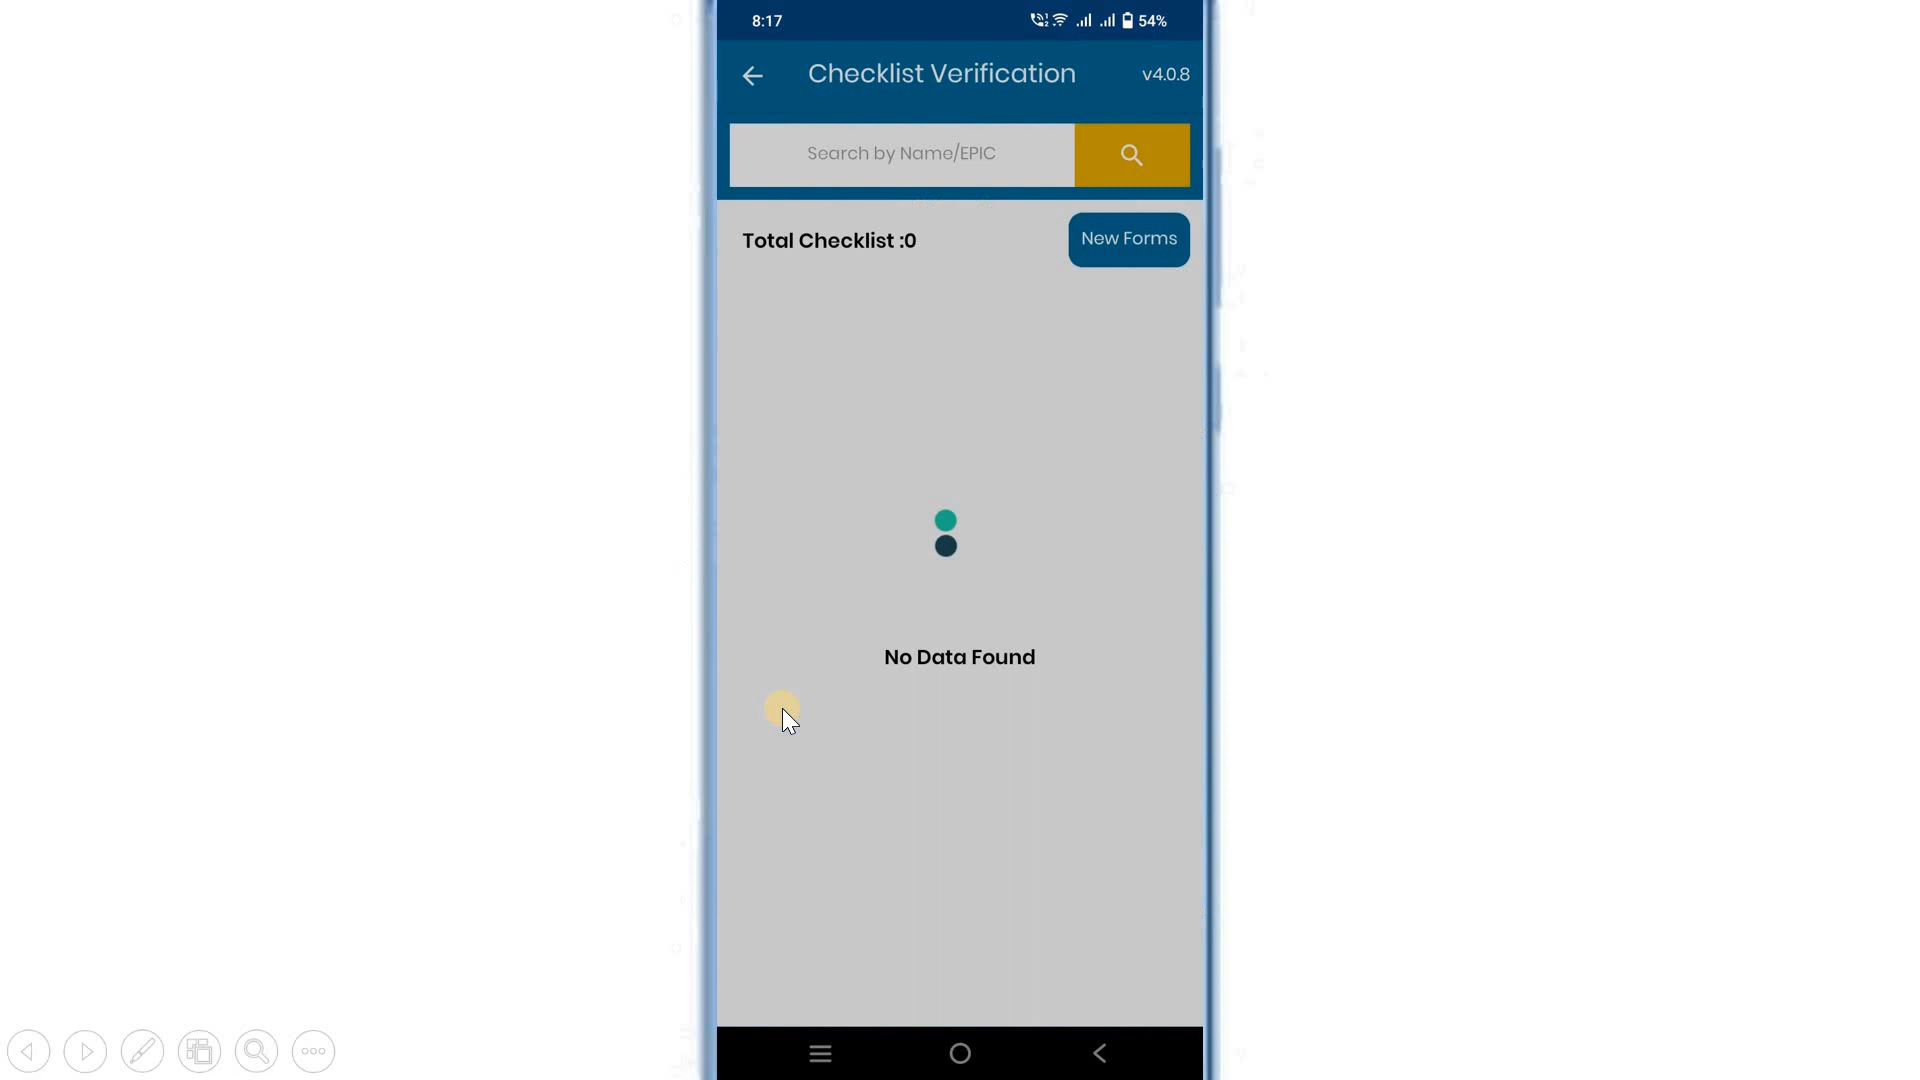 8:17
54%
Checklist Verification
v4.0.8
Search by Name/EPIC
Total Checklist :0
New Forms
No Data Found